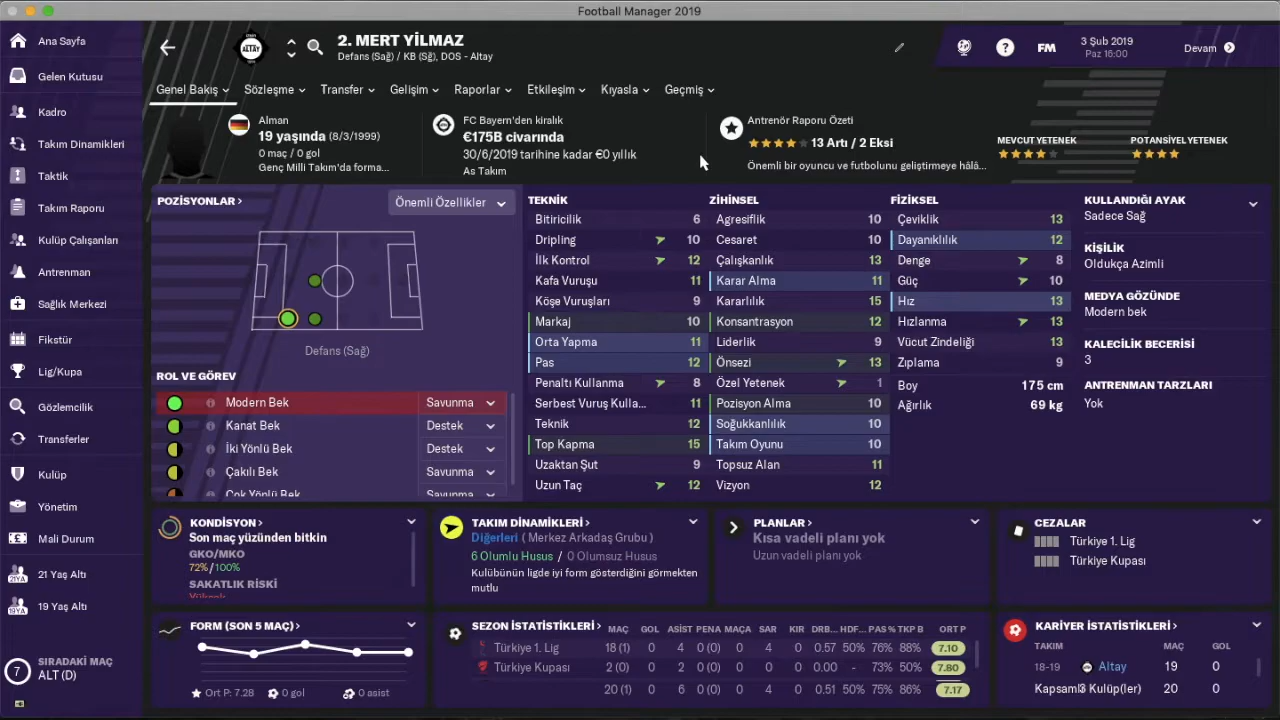 Football Manager 2019
Ana Sayfa
Gelen Kutusu
Kadro
Takım Dinamikleri
Taktik
Takım Raporu
Kulüp Çalışanları
Antrenman
Sağlık Merkezi
Fikstür
Lig/Kupa
Gözlemcilik
Transferler
Kulüp
Yönetim
Mali Durum
21YA 21 Yaş Altı
19YA 19 Yaş Altı
7 SIRADAKİ MAÇ
ALT (D)
ALTAY
2. MERT YİLMAZ
Defans (Sağ) / KB (Sğ), DOS - Altay
? FM
3 Şub 2019
Paz 16:00
Devam
Genel Bakış Sözleşme Transfer Gelişim Raporlar Etkileşim Kıyasla Geçmiş
Alman
19 yaşında (8/3/1999)
0 maç / 0 gol
Genç Milli Takım'da forma...
FC Bayern'den kiralık
€175B civarında
30/6/2019 tarihine kadar €0 yıllık
As Takım
Antrenör Raporu Özeti
13 Artı / 2 Eksi
Önemli bir oyuncu ve futbolunu geliştirmeye hâlâ...
MEVCUT YETENEK
POTANSİYEL YETENEK
POZİSYONLAR >
Önemli Özellikler
Defans (Sağ)
ROL VE GÖREV
Modern Bek Savunma
Kanat Bek Destek
İki Yönlü Bek Destek
Çakılı Bek Savunma
Çok Yönlü Bek Savunma
TEKNİK
Bitiricilik 6
Dripling 10
İlk Kontrol 12
Kafa Vuruşu 11
Köşe Vuruşları 9
Markaj 10
Orta Yapma 11
Pas 12
Penaltı Kullanma 8
Serbest Vuruş Kulla... 11
Teknik 12
Top Kapma 15
Uzaktan Şut 9
Uzun Taç 12
ZİHİNSEL
Agresiflik 10
Cesaret 10
Çalışkanlık 13
Karar Alma 11
Kararlılık 15
Konsantrasyon 12
Liderlik 9
Önsezi 13
Özel Yetenek 1
Pozisyon Alma 10
Soğukkanlılık 10
Takım Oyunu 10
Topsuz Alan 11
Vizyon 12
FİZİKSEL
Çeviklik 13
Dayanıklılık 12
Denge 8
Güç 10
Hız 13
Hızlanma 13
Vücut Zindeliği 13
Zıplama 9
Boy 175 cm
Ağırlık 69 kg
KULLANDIĞI AYAK
Sadece Sağ
KİŞİLİK
Oldukça Azimli
MEDYA GÖZÜNDE
Modern bek
KALECİLİK BECERİSİ
3
ANTRENMAN TARZLARI
Yok
KONDİSYON >
Son maç yüzünden bitkin
GKO/MKO
72%/100%
SAKATLIK RİSKİ
Yüksek
TAKIM DİNAMİKLERİ >
Diğerleri ( Merkez Arkadaş Grubu )
6 Olumlu Husus / 0 Olumsuz Husus
Kulübünün ligde iyi form gösterdiğini görmekten
mutlu
PLANLAR >
Kısa vadeli planı yok
Uzun vadeli planı yok
CEZALAR
Türkiye 1. Lig
Türkiye Kupası
FORM (SON 5 MAÇ) >
Ort P: 7.28 0 gol 0 asist
SEZON İSTATİSTİKLERİ > MAÇ GOL ASİST PENA MAÇA SAR KIR DRB... HDF... PAS % TKP B ORT P
Türkiye 1. Lig 18 (1) 0 4 0 (0) 0 4 0 0.57 50% 76% 88% 7.10
Türkiye Kupası 2 (0) 0 2 0 (0) 0 0 0 0.00 - 73% 50% 7.80
20 (1) 0 6 0 (0) 0 4 0 0.51 50% 75% 86% 7.17
KARİYER İSTATİSTİKLERİ >
TAKIM MAÇ GOL
18-19 Altay 19 0
Kapsamlı 3 Kulüp(ler) 20 0